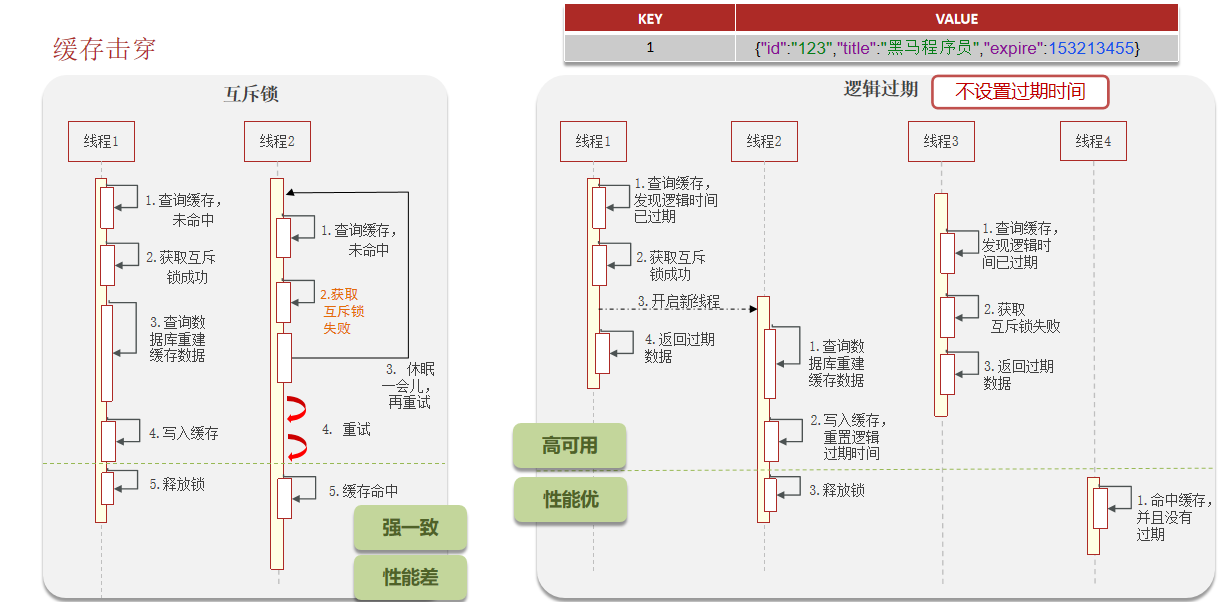 缓存击穿
KEY VALUE
1 {"id":"123","title":"黑马程序员","expire":153213455}
互斥锁
线程1
线程2
1.查询缓存，
未命中
2.获取互斥
锁成功
3.查询数
据库重建
缓存数据
4.写入缓存
5.释放锁
1.查询缓存，
未命中
2.获取
互斥锁
失败
3. 休眠
一会儿，
再重试
4. 重试
5.缓存命中
强一致
性能差
逻辑过期
不设置过期时间
线程1
线程2
线程3
线程4
1.查询缓存，
发现逻辑时间
已过期
2.获取互斥
锁成功
3.开启新线程
4.返回过期
数据
1.查询数
据库重建
缓存数据
2.写入缓存，
重置逻辑
过期时间
3.释放锁
1.查询缓存，
发现逻辑时
间已过期
2.获取
互斥锁失败
3.返回过期
数据
1.命中缓存，
并且没有
过期
高可用
性能优